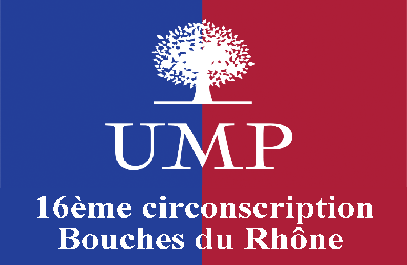 UMP
16ème circonscription
Bouches du Rhône